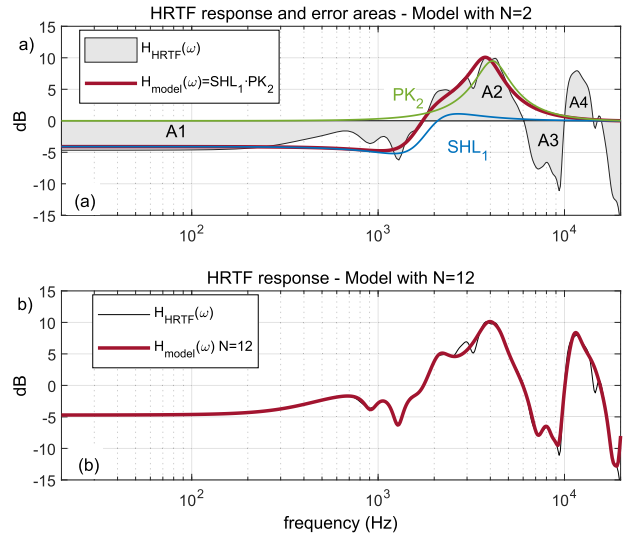 HRTF response and error areas - Model with N=2
a)
15
10
5
0
-5
-10
15
dB
H_HRTF(ω)
H_model(ω)=SHL_1·PK_2
PK_2
A1
A2
A3
A4
SHL_1
(a)
10^2
10^3
10^4
HRTF response - Model with N=12
b)
15
10
5
0
-5
-10
-15
dB
H_HRTF(ω)
H_model(ω) N=12
(b)
10^2
10^3
10^4
frequency (Hz)